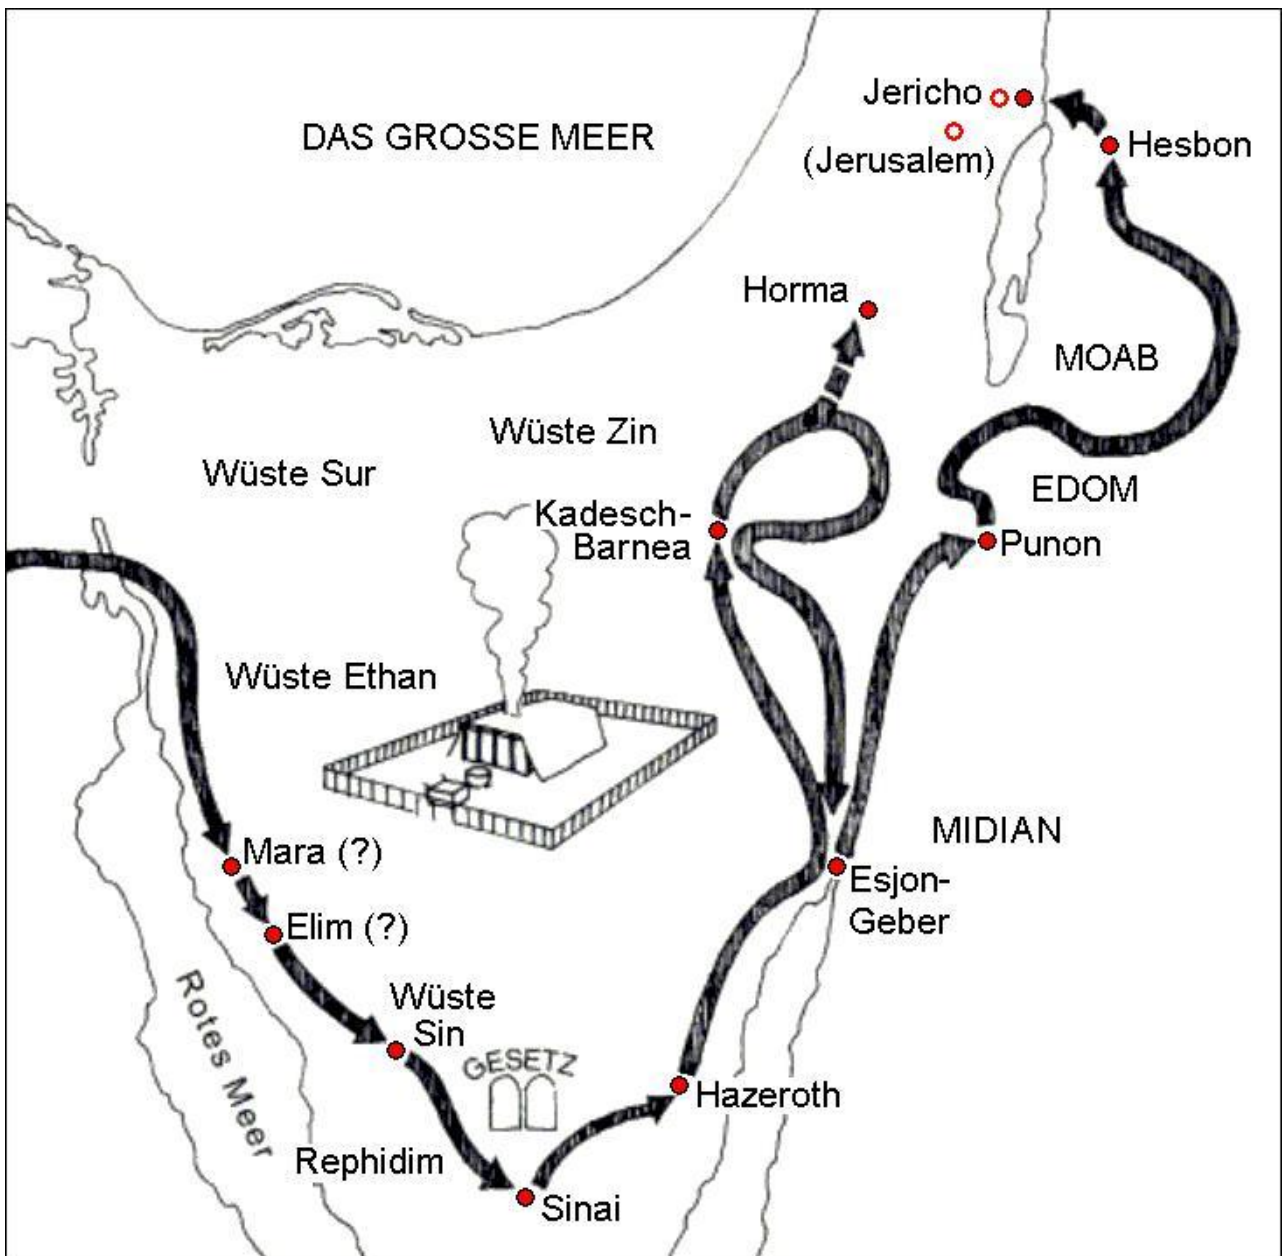 DAS GROSSE MEER
Jericho
(Jerusalem)
Hesbon
Horma
MOAB
Wüste Zin
Wüste Sur
EDOM
Kadesch-
Barnea
Punon
Wüste Ethan
MIDIAN
Mara (?)
Esjon-
Geber
Elim (?)
Wüste
Sin
Rotes Meer
GESETZ
Hazeroth
Rephidim
Sinai